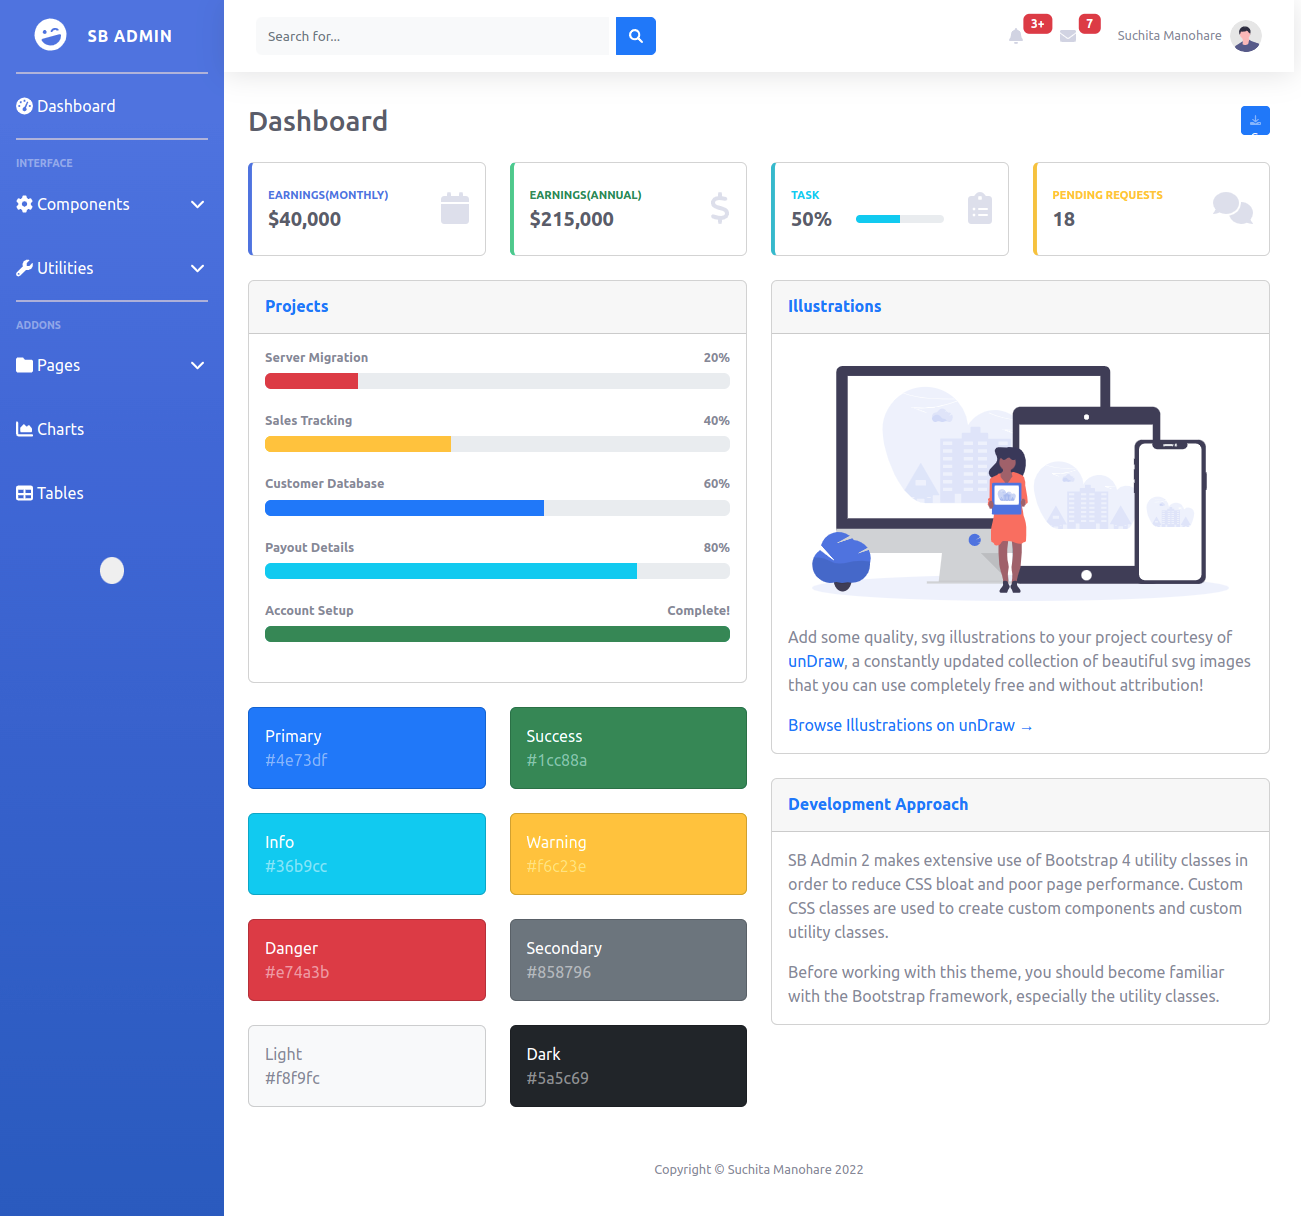 SB ADMIN
Dashboard
INTERFACE
Components
Utilities
ADDONS
Pages
Charts
Tables
Search for...
3+
7
Suchita Manohare
Dashboard
EARNINGS(MONTHLY)
$40,000
EARNINGS(ANNUAL)
$215,000
TASK
50%
PENDING REQUESTS
18
Projects
Server Migration 20%
Sales Tracking 40%
Customer Database 60%
Payout Details 80%
Account Setup Complete!
Primary
#4e73df
Success
#1cc88a
Info
#36b9cc
Warning
#f6c23e
Danger
#e74a3b
Secondary
#858796
Light
#f8f9fc
Dark
#5a5c69
Illustrations
Add some quality, svg illustrations to your project courtesy of
unDraw, a constantly updated collection of beautiful svg images
that you can use completely free and without attribution!
Browse Illustrations on unDraw →
Development Approach
SB Admin 2 makes extensive use of Bootstrap 4 utility classes in
order to reduce CSS bloat and poor page performance. Custom
CSS classes are used to create custom components and custom
utility classes.
Before working with this theme, you should become familiar
with the Bootstrap framework, especially the utility classes.
Copyright © Suchita Manohare 2022